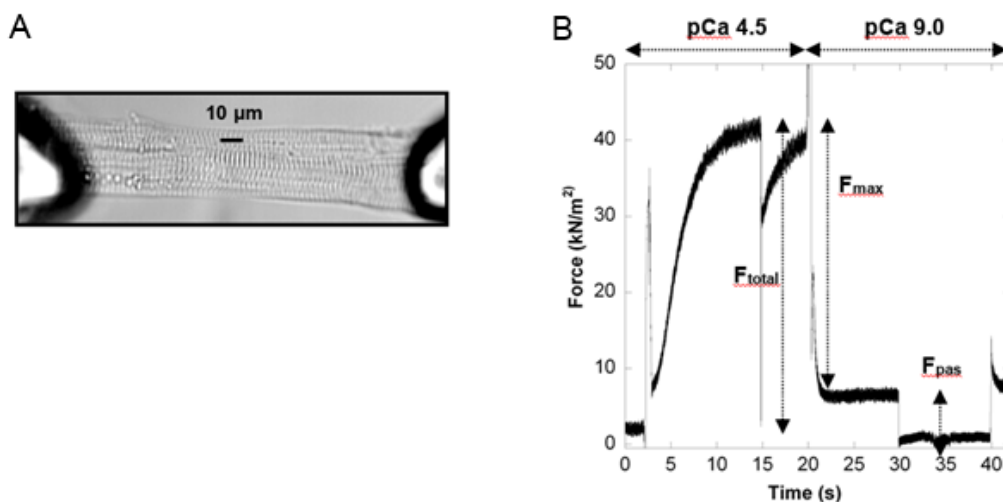 A
10 µm
B
pCa 4.5
pCa 9.0
50
40
30
20
10
0
Force (kN/m²)
Fmax
Ftotal
Fpas
0 5 10 15 20 25 30 35 40
Time (s)